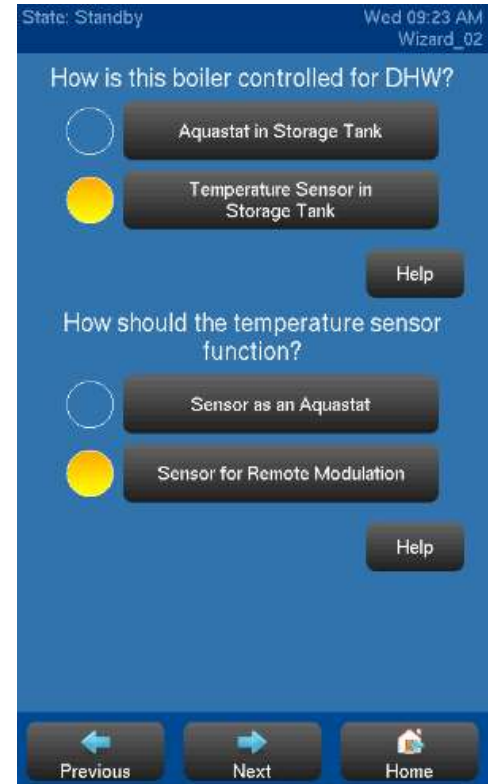 State: Standby
Wed 09:23 AM
Wizard_02
How is this boiler controlled for DHW?
Aquastat in Storage Tank
Temperature Sensor in
Storage Tank
Help
How should the temperature sensor
function?
Sensor as an Aquastat
Sensor for Remote Modulation
Help
Previous
Next
Home